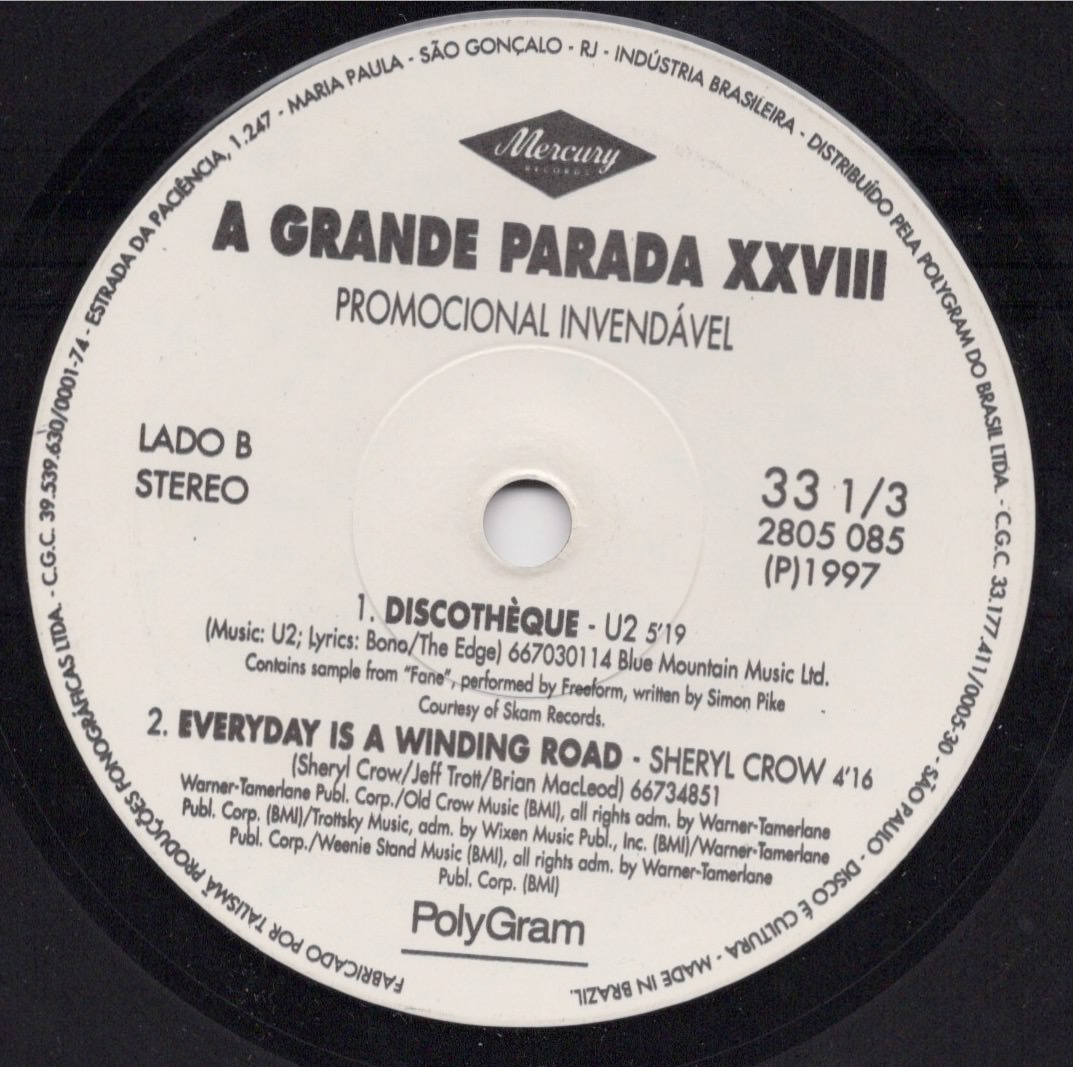 FABRICADO POR TALISMÃ PRODUÇÕES FONOGRÁFICAS LTDA. - C.G.C. 39.539.630/0001-74 - ESTRADA DA PACIÊNCIA, 1.247 - MARIA PAULA - SÃO GONÇALO - RJ - INDÚSTRIA BRASILEIRA - DISTRIBUÍDO PELA POLYGRAM DO BRASIL LTDA. - C.G.C. 33.177.411/0005-30 - SÃO PAULO - DISCO É CULTURA - MADE IN BRAZIL.
Mercury
RECORDS
A GRANDE PARADA XXVIII
PROMOCIONAL INVENDÁVEL
LADO B
STEREO
33 1/3
2805 085
(P)1997
1. DISCOTHÈQUE - U2 5'19
(Music: U2; Lyrics: Bono/The Edge) 667030114 Blue Mountain Music Ltd.
Contains sample from "Fane", performed by Freeform, written by Simon Pike
Courtesy of Skam Records.
2. EVERYDAY IS A WINDING ROAD - SHERYL CROW 4'16
(Sheryl Crow/Jeff Trott/Brian MacLeod) 66734851
Warner-Tamerlane Publ. Corp./Old Crow Music (BMI), all rights adm. by Warner-Tamerlane
Publ. Corp. (BMI)/Trottsky Music, adm. by Wixen Music Publ., Inc. (BMI)/Warner-Tamerlane
Publ. Corp./Weenie Stand Music (BMI), all rights adm. by Warner-Tamerlane
Publ. Corp. (BMI)
PolyGram